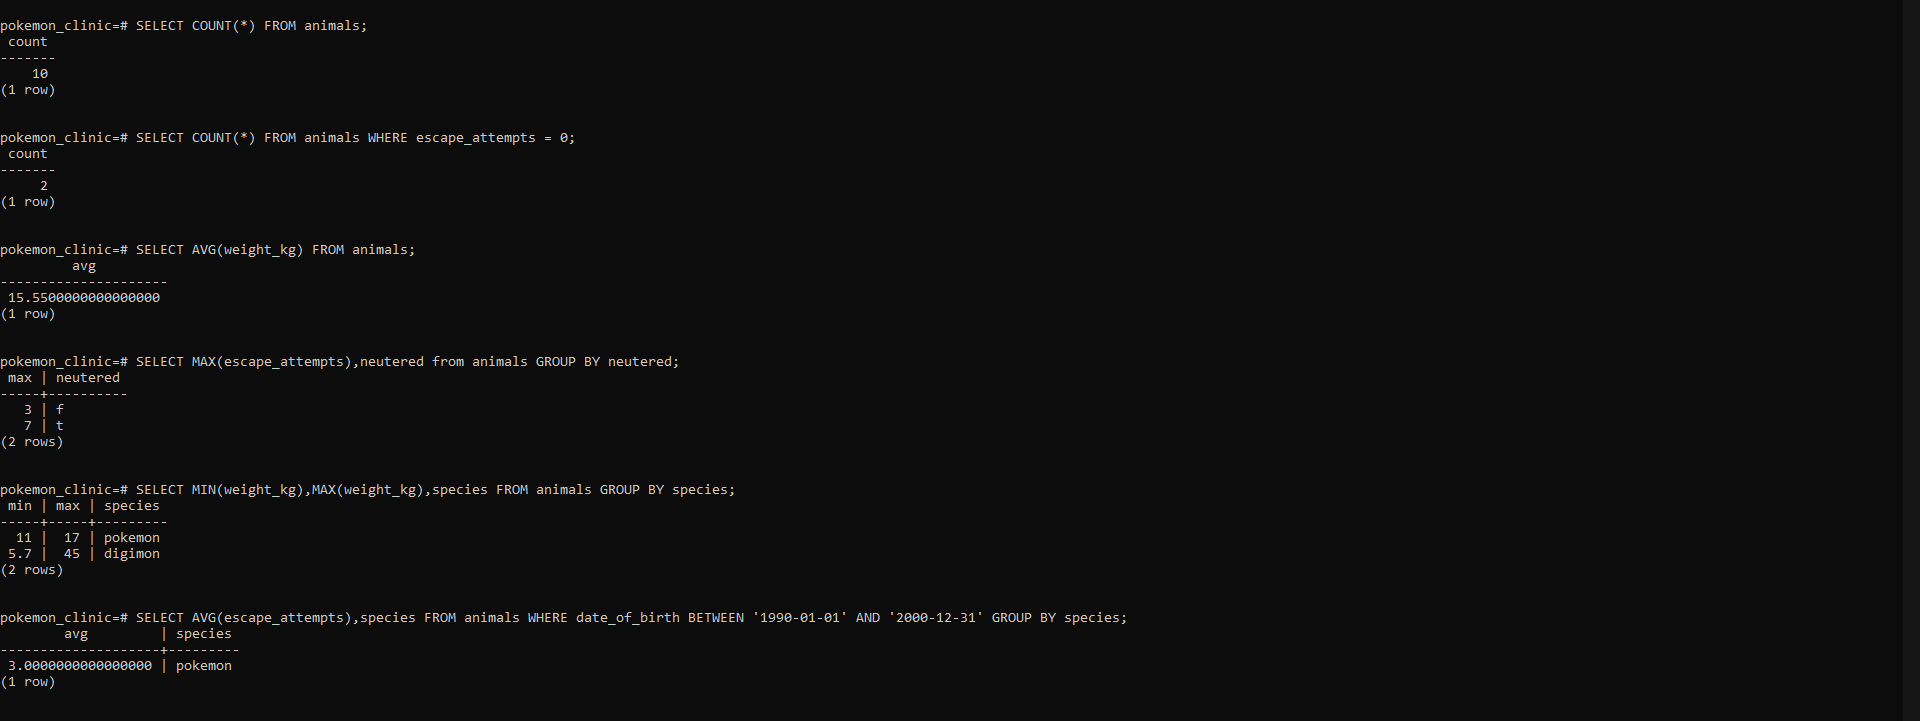 pokemon_clinic=# SELECT COUNT(*) FROM animals;
 count
-------
    10
(1 row)
pokemon_clinic=# SELECT COUNT(*) FROM animals WHERE escape_attempts = 0;
 count
-------
     2
(1 row)
pokemon_clinic=# SELECT AVG(weight_kg) FROM animals;
         avg
---------------------
 15.5500000000000000
(1 row)
pokemon_clinic=# SELECT MAX(escape_attempts),neutered from animals GROUP BY neutered;
 max | neutered
-----+----------
   3 | f
   7 | t
(2 rows)
pokemon_clinic=# SELECT MIN(weight_kg),MAX(weight_kg),species FROM animals GROUP BY species;
 min | max | species
-----+-----+---------
  11 |  17 | pokemon
 5.7 |  45 | digimon
(2 rows)
pokemon_clinic=# SELECT AVG(escape_attempts),species FROM animals WHERE date_of_birth BETWEEN '1990-01-01' AND '2000-12-31' GROUP BY species;
        avg         | species
--------------------+---------
 3.0000000000000000 | pokemon
(1 row)